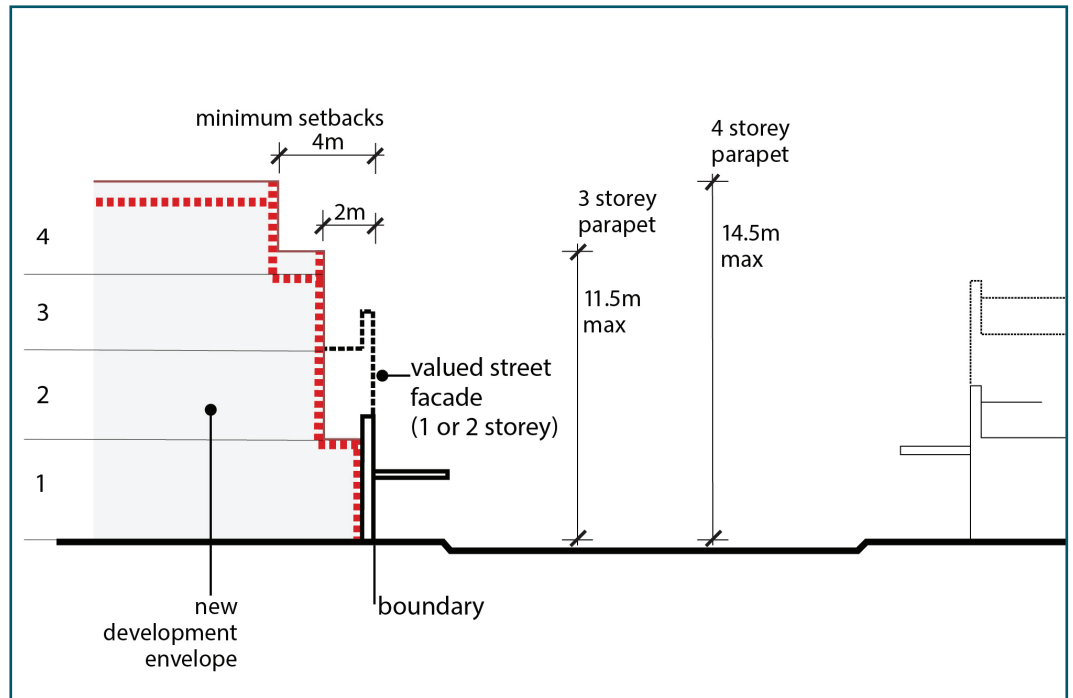 minimum setbacks
4m
2m
4 storey
parapet
3 storey
parapet
14.5m
max
11.5m
max
4
3
2
1
valued street
facade
(1 or 2 storey)
boundary
new
development
envelope